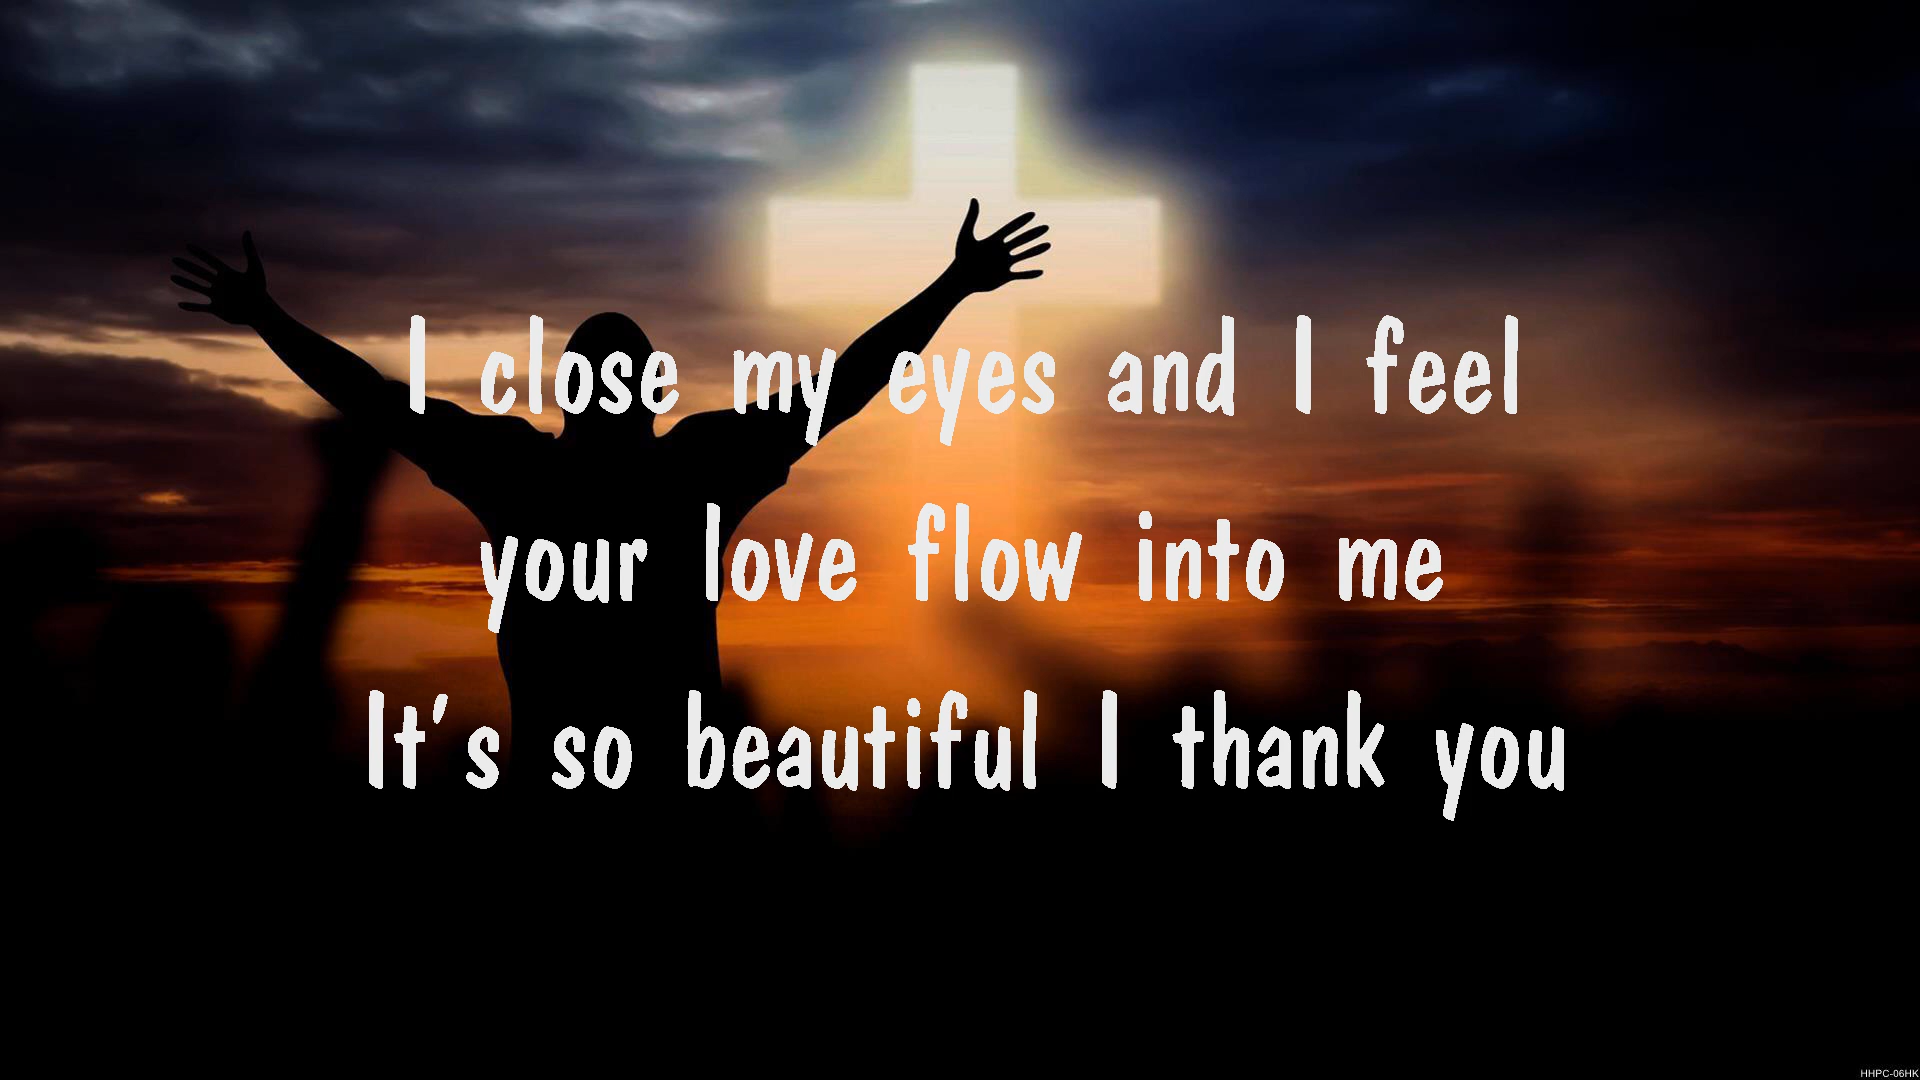 I close my eyes and I feel
your love flow into me
It's so beautiful I thank you
HHPC-06HK